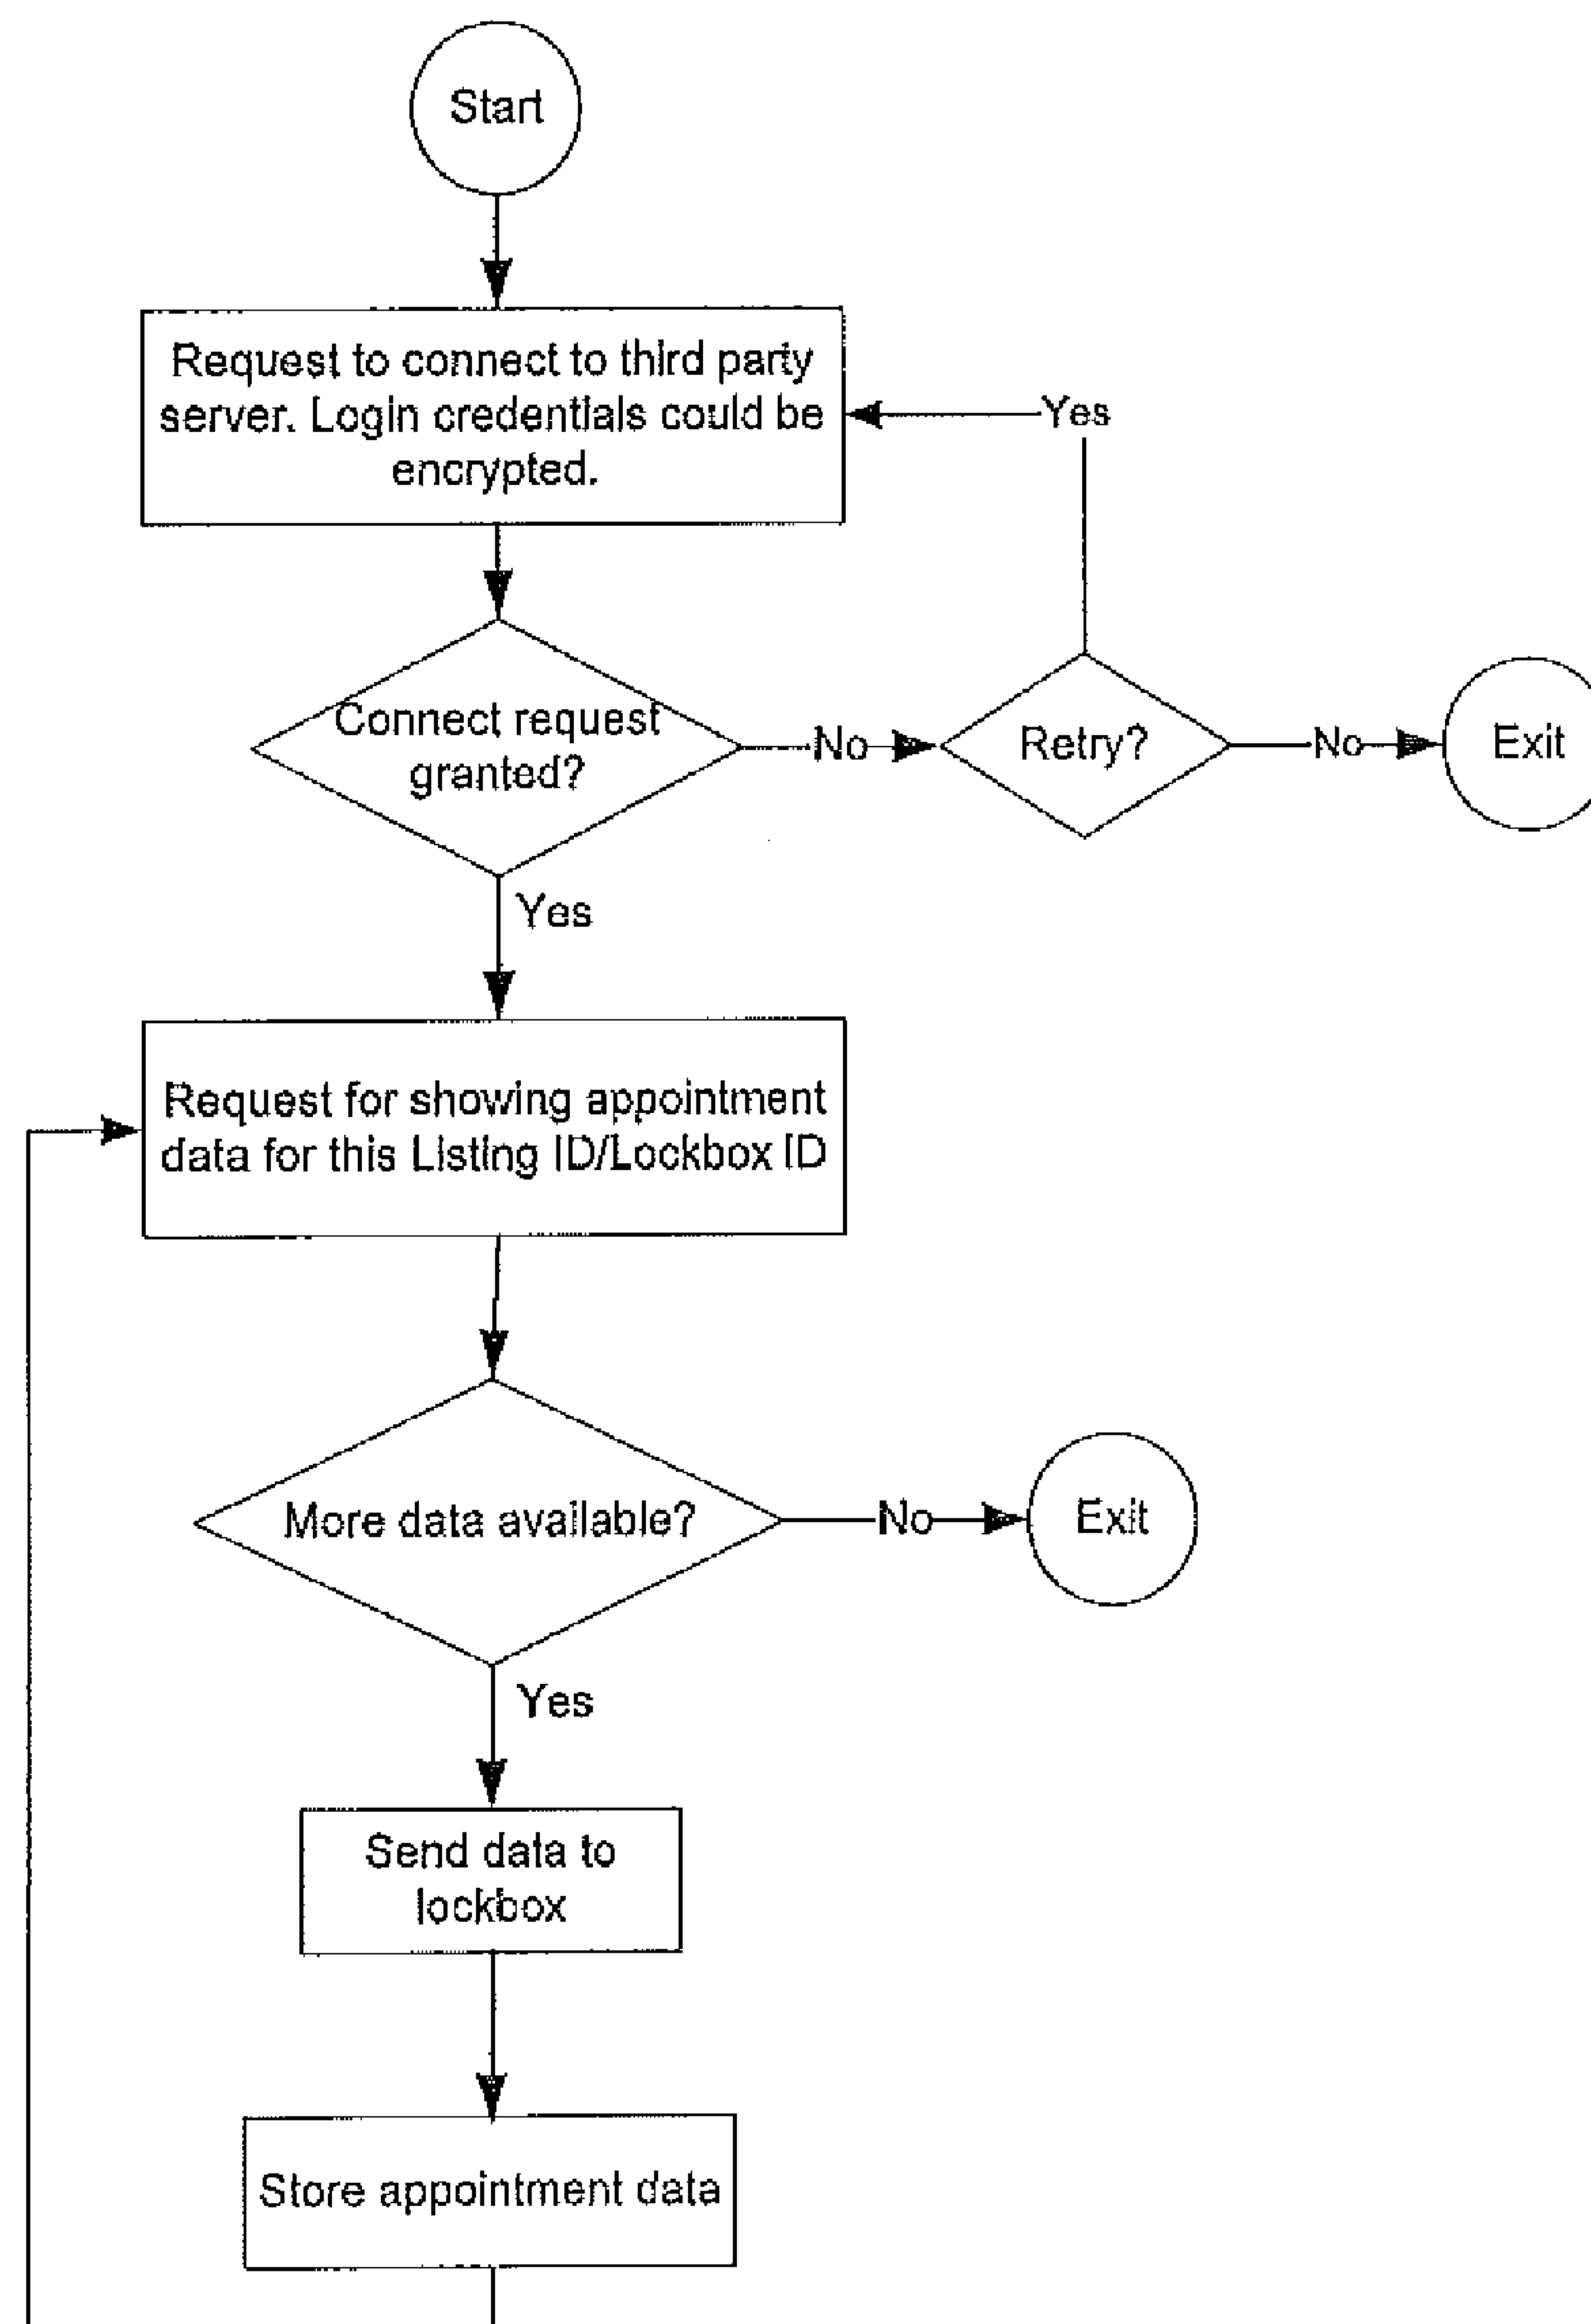 Start
Request to connect to third party
server. Login credentials could be
encrypted.
Yes
Connect request
granted?
No
Retry?
No
Exit
Yes
Request for showing appointment
data for this Listing ID/Lockbox ID
More data available?
No
Exit
Yes
Send data to
lockbox
Store appointment data